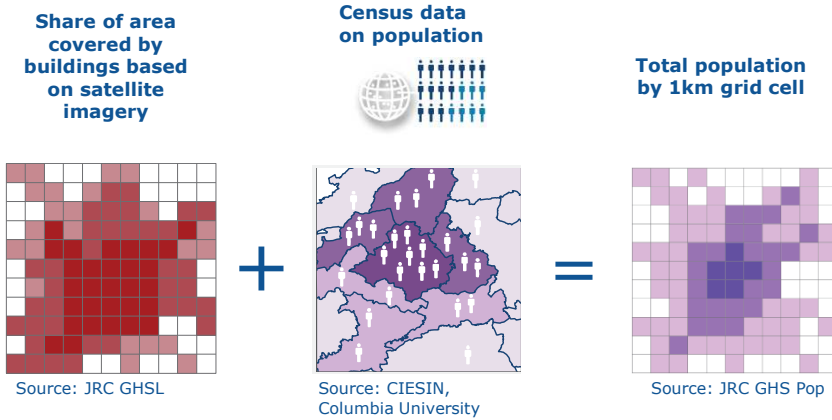 Share of area
covered by
buildings based
on satellite
imagery
Census data
on population
Total population
by 1km grid cell
+
=
Source: JRC GHSL
Source: CIESIN,
Columbia University
Source: JRC GHS Pop